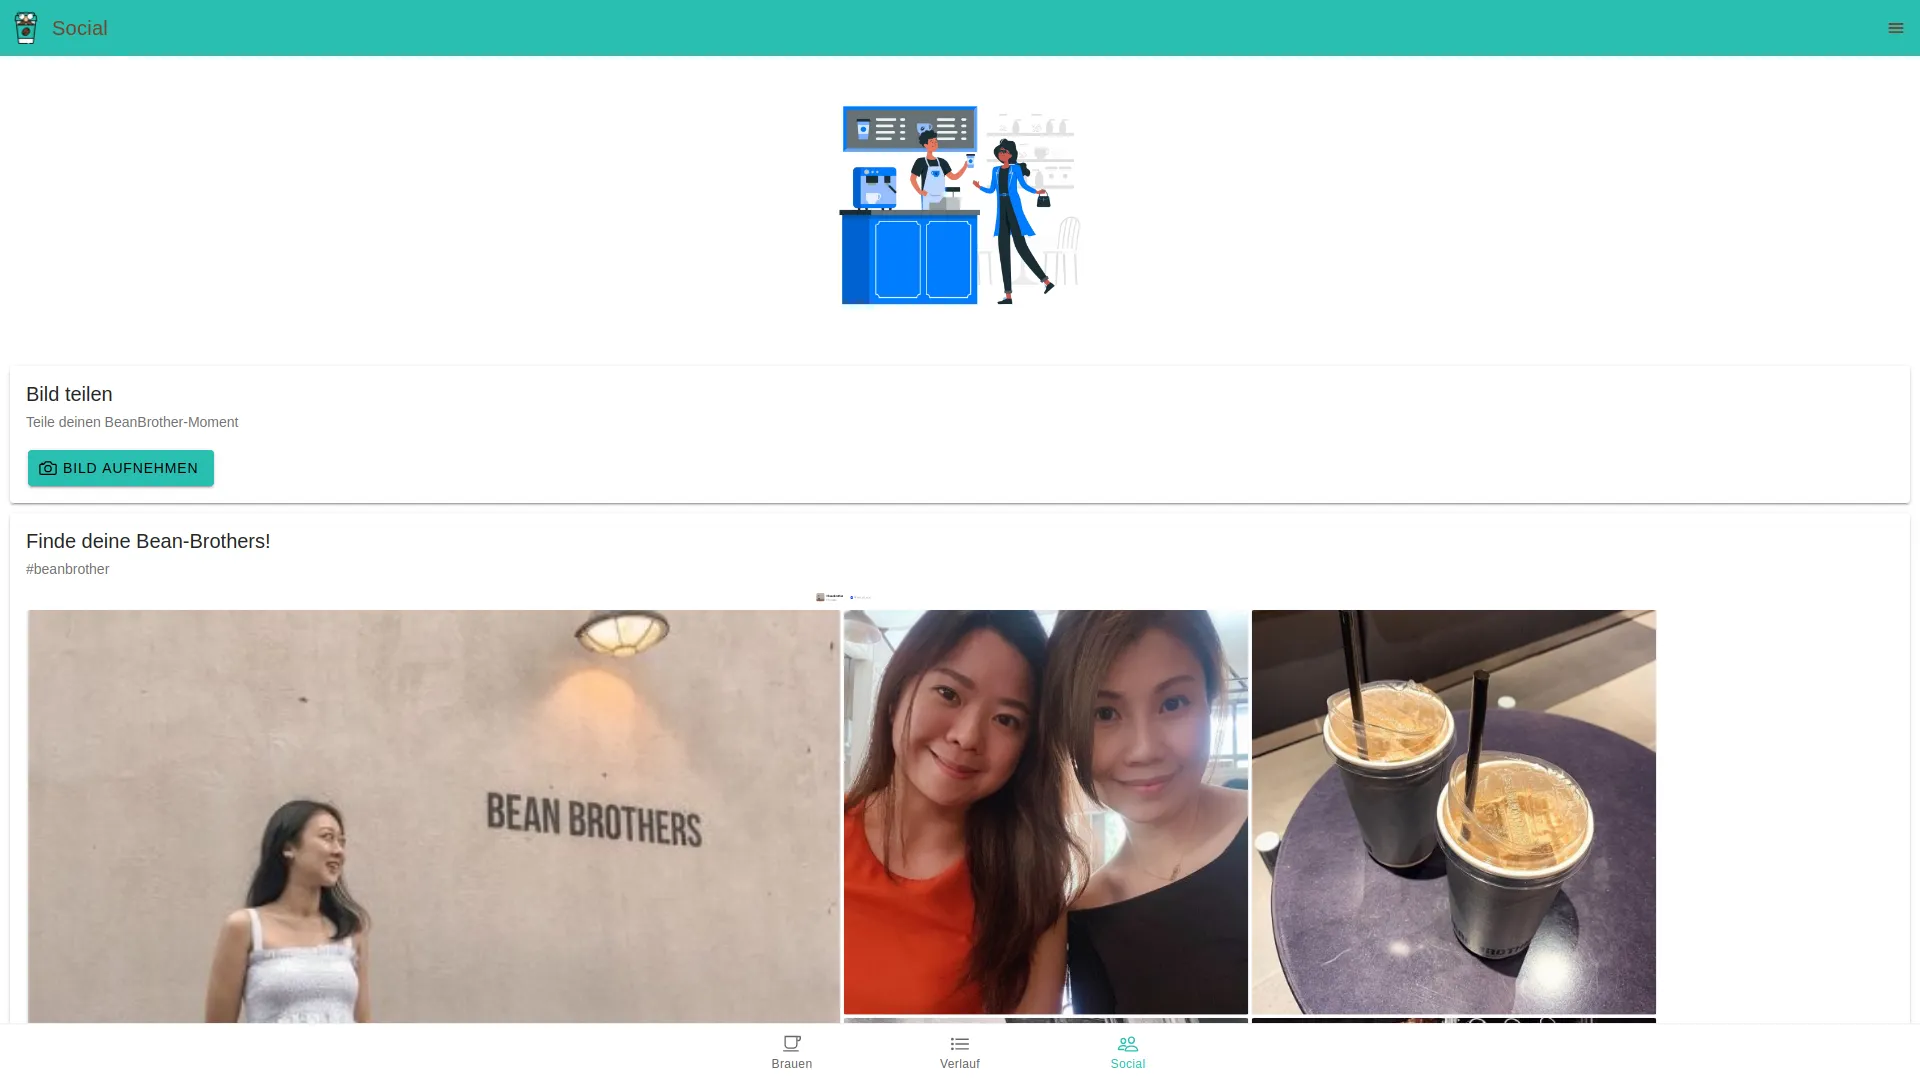 Social
Bild teilen
Teile deinen BeanBrother-Moment
BILD AUFNEHMEN
Finde deine Bean-Brothers!
#beanbrother
BEAN BROTHERS
Brauen
Verlauf
Social